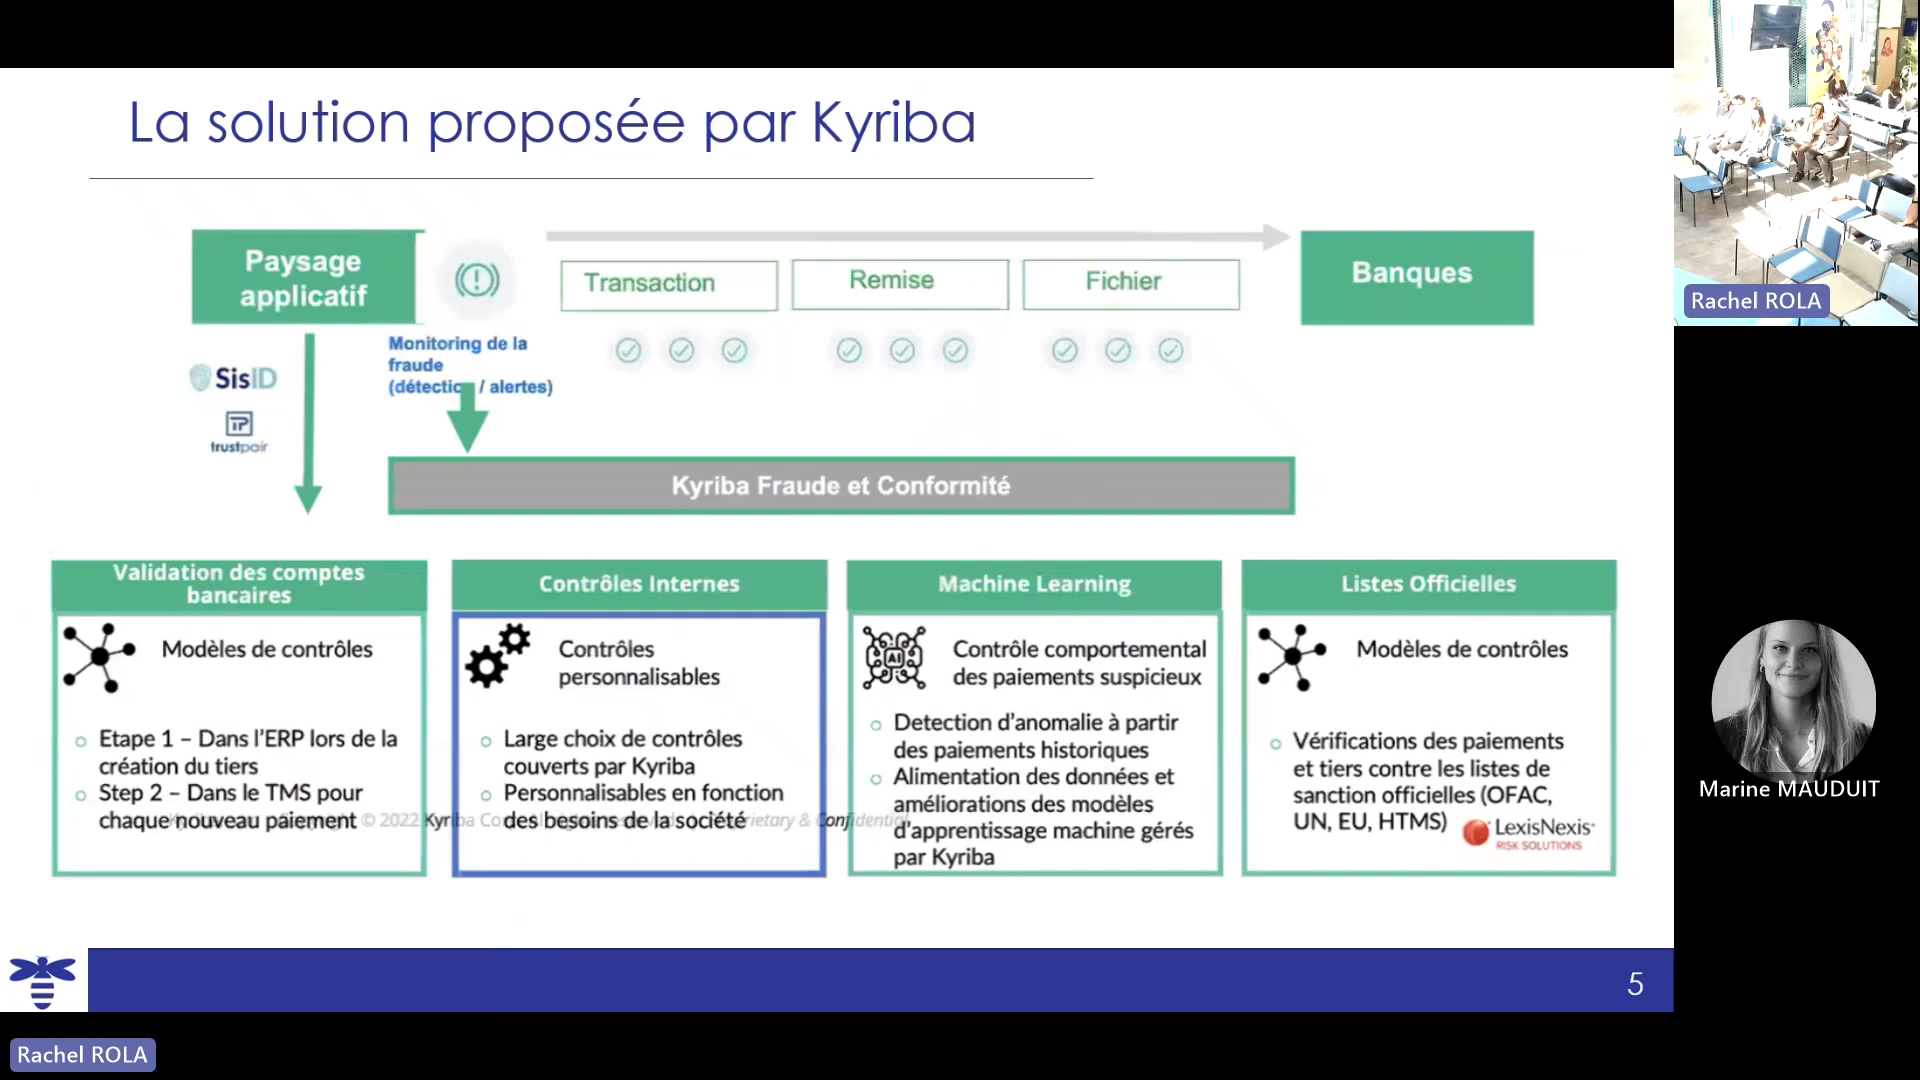 La solution proposée par Kyriba
Paysage
applicatif
Transaction
Remise
Fichier
Banques
Monitoring de la
fraude
(détection / alertes)
SisID
trustpair
Kyriba Fraude et Conformité
Validation des comptes
bancaires
Modèles de contrôles
Etape 1 – Dans l'ERP lors de la
création du tiers
Step 2 – Dans le TMS pour
chaque nouveau paiement
Contrôles Internes
Contrôles
personnalisables
Large choix de contrôles
couverts par Kyriba
Personnalisables en fonction
des besoins de la société
Machine Learning
AI
Contrôle comportemental
des paiements suspicieux
Detection d'anomalie à partir
des paiements historiques
Alimentation des données et
améliorations des modèles
d'apprentissage machine gérés
par Kyriba
Listes Officielles
Modèles de contrôles
Vérifications des paiements
et tiers contre les listes de
sanction officielles (OFAC,
UN, EU, HTMS)
LexisNexis
RISK SOLUTIONS
© 2022 Kyriba Proprietary & Confidential
5
Rachel ROLA
Marine MAUDUIT
Rachel ROLA